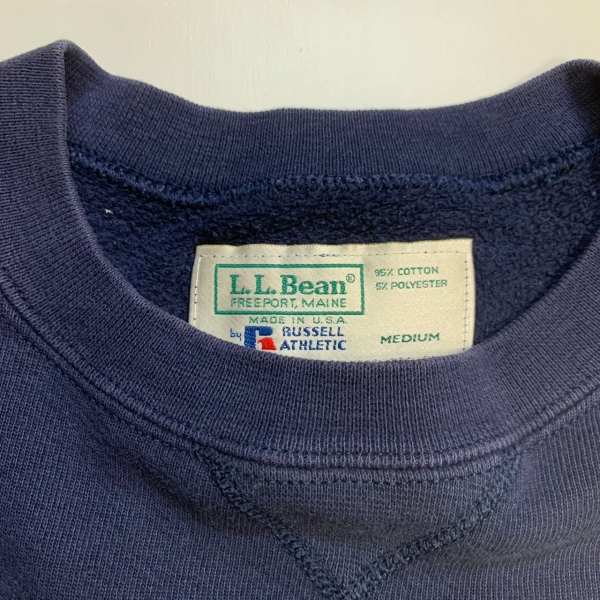 L.L.Bean®
FREEPORT, MAINE
MADE IN U.S.A.
by RUSSELL
ATHLETIC
95% COTTON
5% POLYESTER
MEDIUM